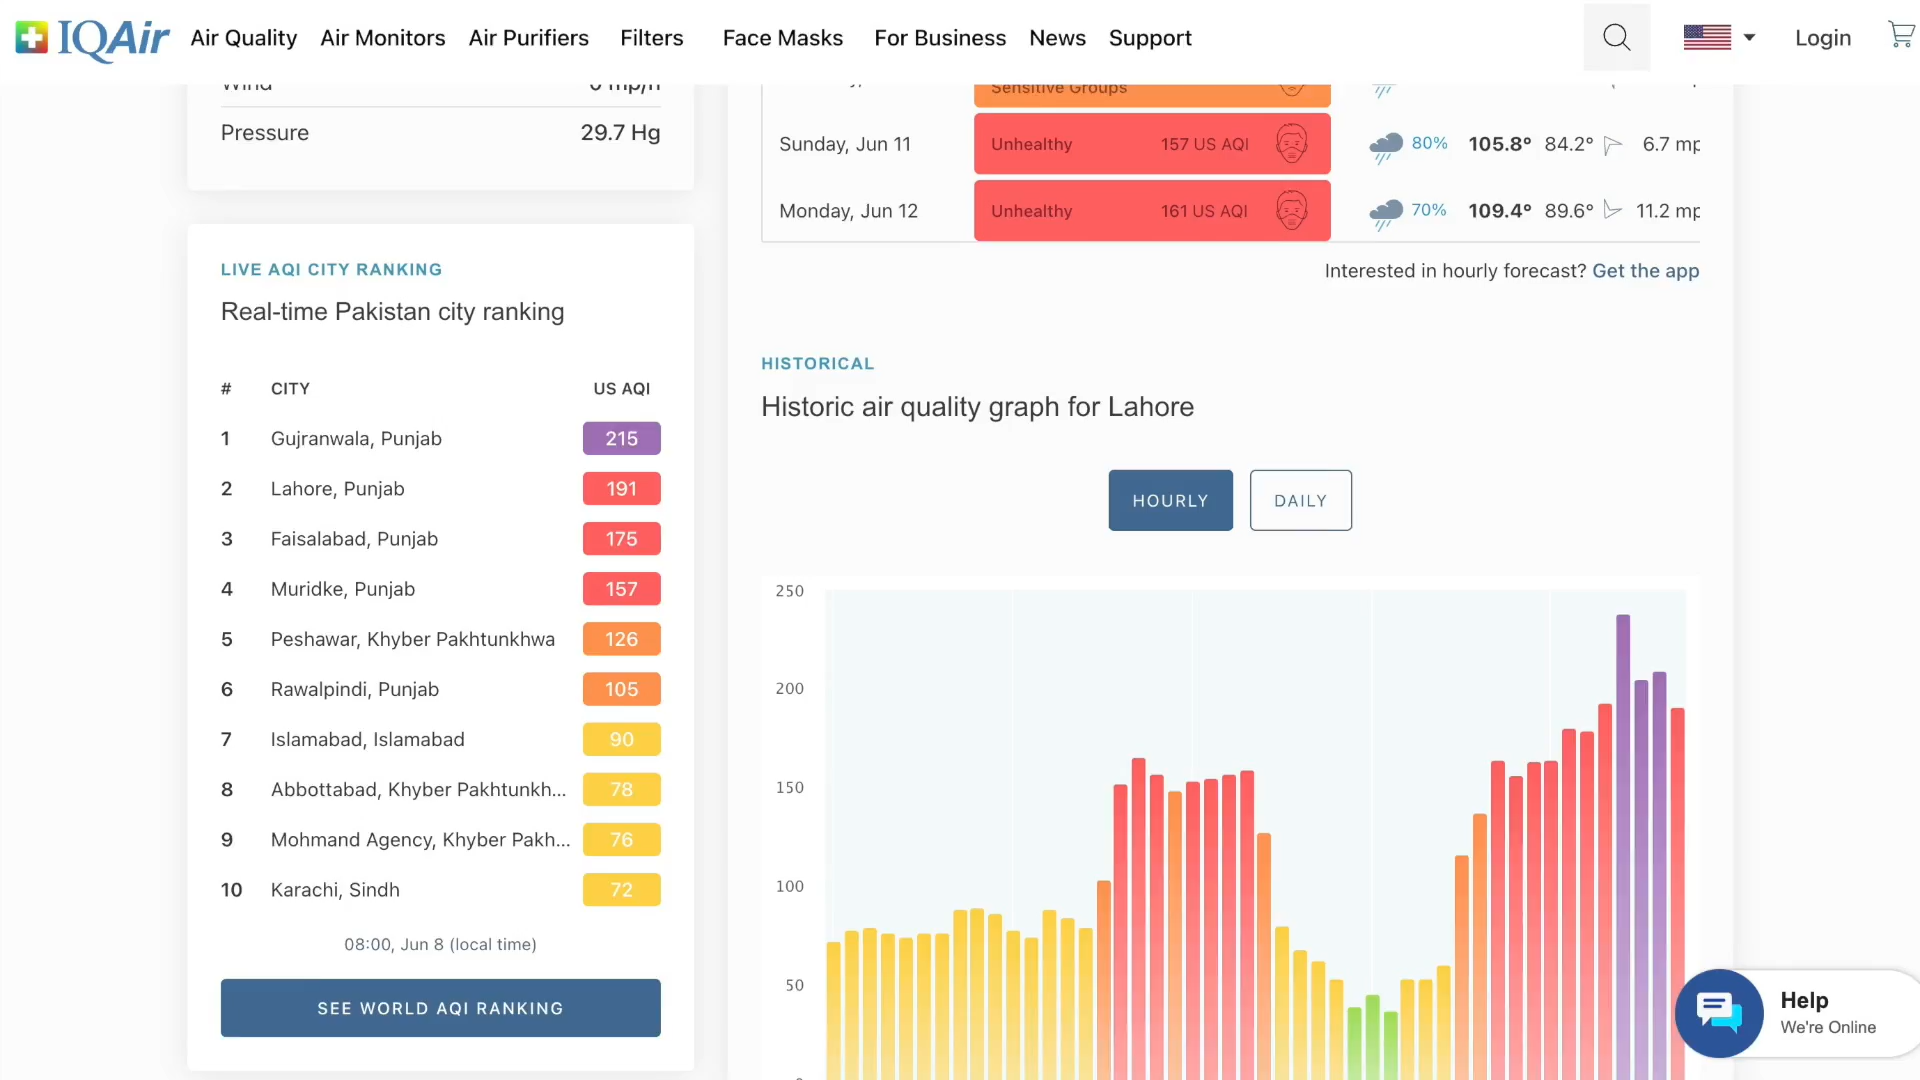 IQAir
Air Quality
Air Monitors
Air Purifiers
Filters
Face Masks
For Business
News
Support
Login
Wind 0 mp/h
Pressure 29.7 Hg
LIVE AQI CITY RANKING
Real-time Pakistan city ranking
# CITY US AQI
1 Gujranwala, Punjab 215
2 Lahore, Punjab 191
3 Faisalabad, Punjab 175
4 Muridke, Punjab 157
5 Peshawar, Khyber Pakhtunkhwa 126
6 Rawalpindi, Punjab 105
7 Islamabad, Islamabad 90
8 Abbottabad, Khyber Pakhtunkh... 78
9 Mohmand Agency, Khyber Pakh... 76
10 Karachi, Sindh 72
08:00, Jun 8 (local time)
SEE WORLD AQI RANKING
Sensitive Groups
Sunday, Jun 11 Unhealthy 157 US AQI 80% 105.8° 84.2° 6.7 mp
Monday, Jun 12 Unhealthy 161 US AQI 70% 109.4° 89.6° 11.2 mp
Interested in hourly forecast? Get the app
HISTORICAL
Historic air quality graph for Lahore
HOURLY
DAILY
250
200
150
100
50
Help
We're Online